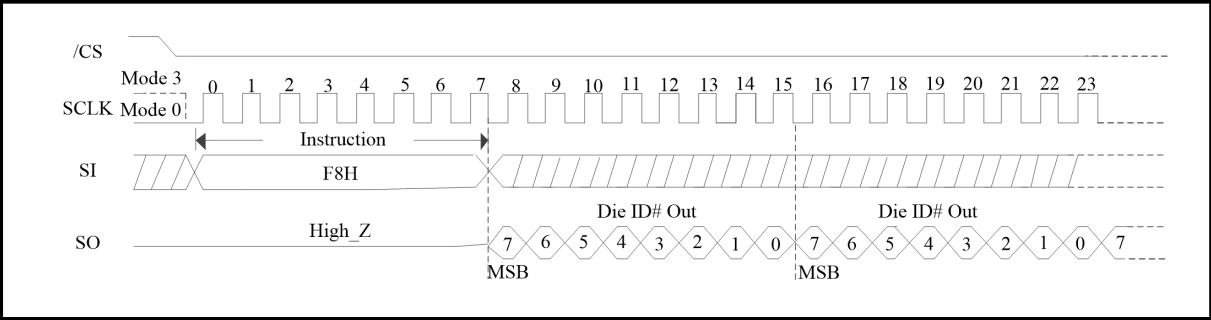 /CS
Mode 3
0 1 2 3 4 5 6 7 8 9 10 11 12 13 14 15 16 17 18 19 20 21 22 23
SCLK Mode 0
Instruction
SI F8H
Die ID# Out Die ID# Out
High_Z
SO 7 6 5 4 3 2 1 0 7 6 5 4 3 2 1 0 7
MSB MSB